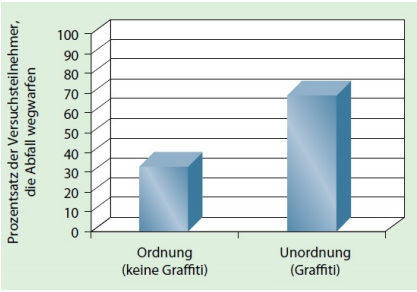 Prozentsatz der Versuchsteilnehmer,
die Abfall wegwarfen
100
90
80
70
60
50
40
30
20
10
0
Ordnung
(keine Graffiti)
Unordnung
(Graffiti)